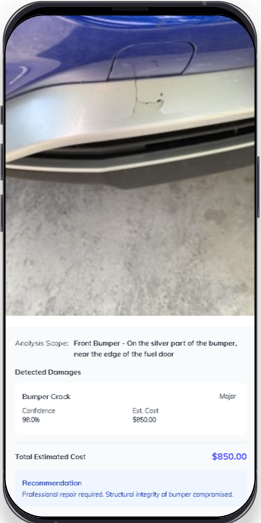 Analysis Scope: Front Bumper - On the silver part of the bumper,
near the edge of the fuel door
Detected Damages
Bumper Crack Major
Confidence Est. Cost
98.0% $850.00
Total Estimated Cost $850.00
Recommendation
Professional repair required. Structural integrity of bumper compromised.